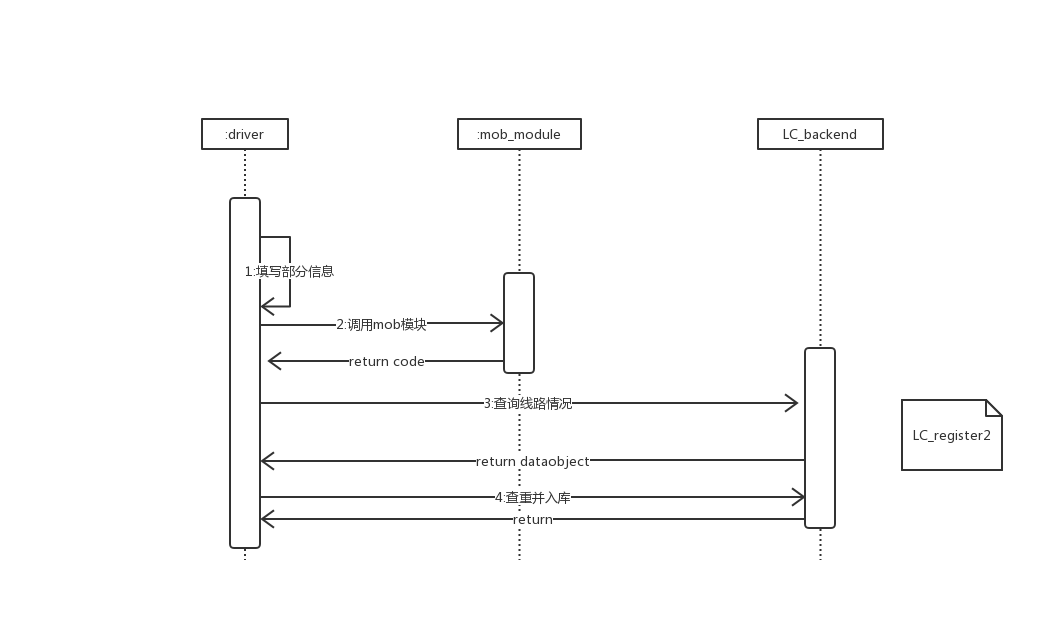 :driver
:mob_module
LC_backend
1:填写部分信息
2:调用mob模块
return code
3:查询线路情况
LC_register2
return dataobject
4:查重并入库
return